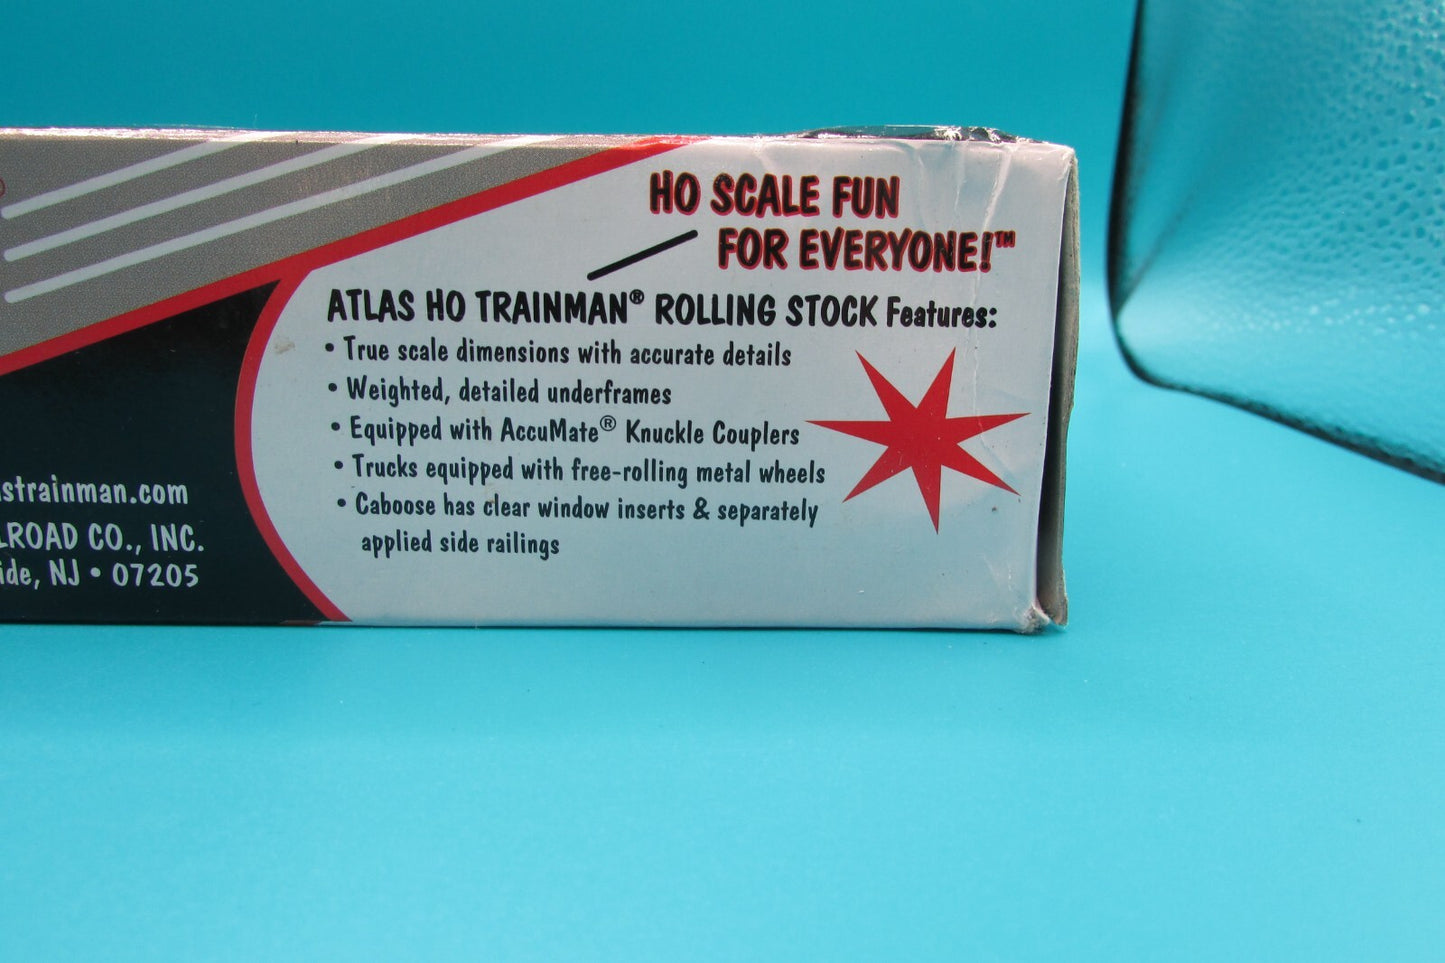 HO SCALE FUN
FOR EVERYONE!™
ATLAS HO TRAINMAN® ROLLING STOCK Features:
• True scale dimensions with accurate details
• Weighted, detailed underframes
• Equipped with AccuMate® Knuckle Couplers
• Trucks equipped with free-rolling metal wheels
• Caboose has clear window inserts & separately
applied side railings
strainman.com
LROAD CO., INC.
ide, NJ • 07205